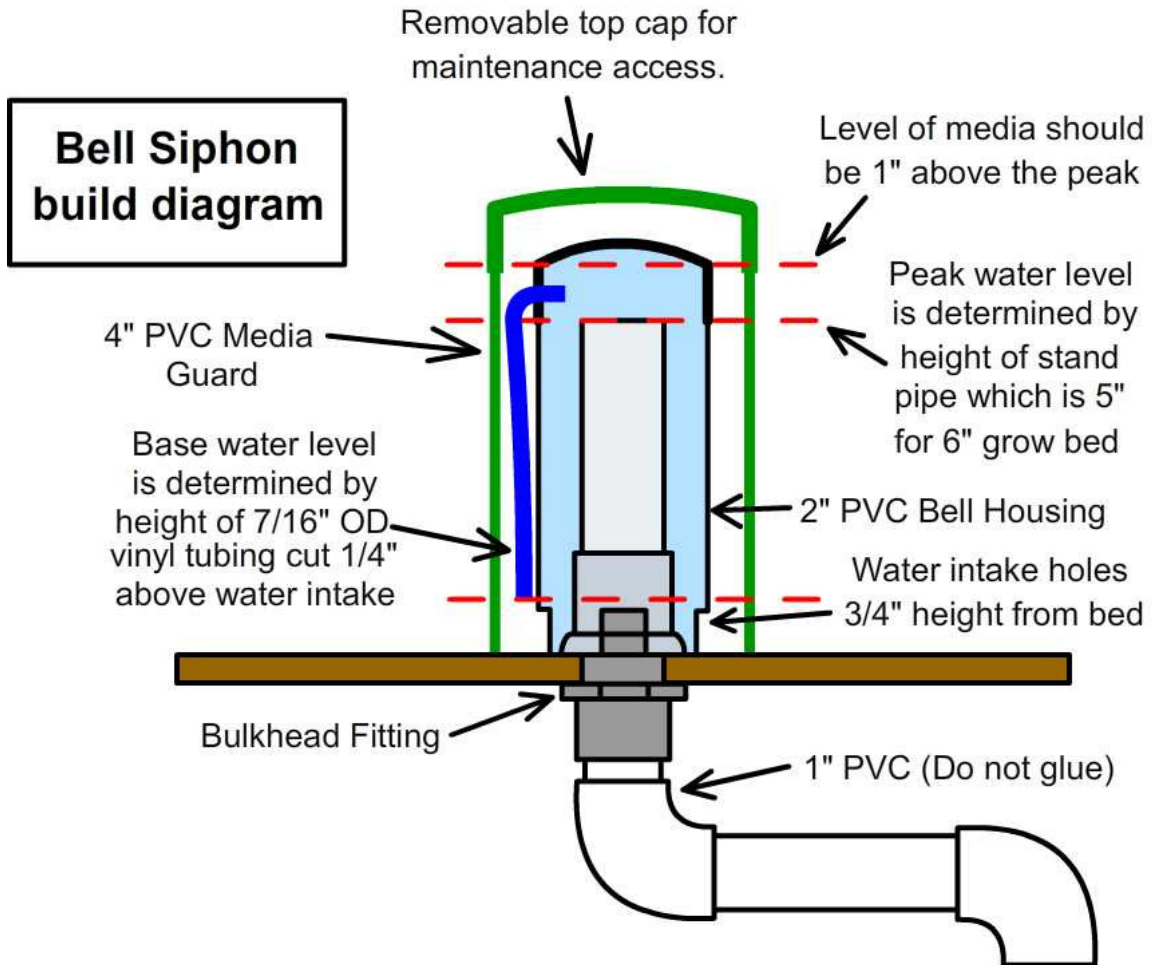 Removable top cap for
maintenance access.
Bell Siphon
build diagram
Level of media should
be 1" above the peak
Peak water level
is determined by
height of stand
pipe which is 5"
for 6" grow bed
4" PVC Media
Guard
Base water level
is determined by
height of 7/16" OD
vinyl tubing cut 1/4"
above water intake
2" PVC Bell Housing
Water intake holes
3/4" height from bed
Bulkhead Fitting
1" PVC (Do not glue)